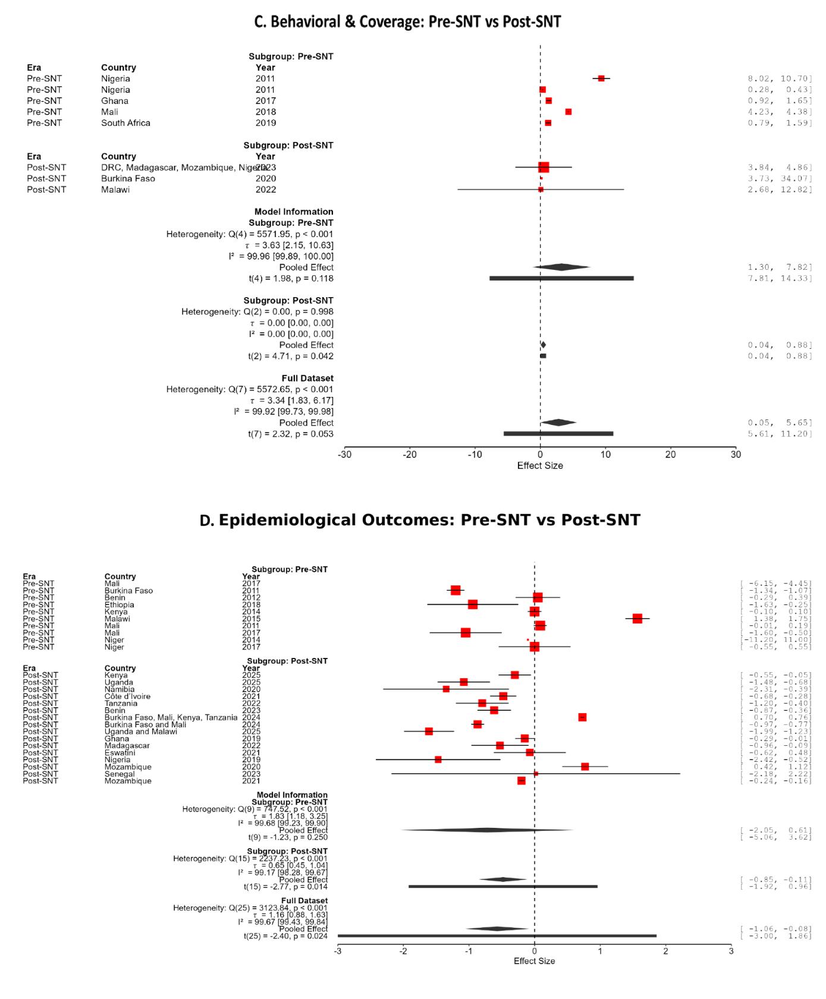 C. Behavioral & Coverage: Pre-SNT vs Post-SNT
Subgroup: Pre-SNT
Era Country Year
Pre-SNT Nigeria 2011 8.02, 10.70]
Pre-SNT Nigeria 2011 0.28, 0.43]
Pre-SNT Ghana 2017 0.92, 1.65]
Pre-SNT Mali 2018 4.23, 4.38]
Pre-SNT South Africa 2019 0.79, 1.59]
Subgroup: Post-SNT
Era Country Year
Post-SNT DRC, Madagascar, Mozambique, Nigeria 2023 3.84, 4.86]
Post-SNT Burkina Faso 2020 3.73, 34.07]
Post-SNT Malawi 2022 2.68, 12.82]
Model Information
Subgroup: Pre-SNT
Heterogeneity: Q(4) = 5571.95, p < 0.001
τ = 3.63 [2.15, 10.63]
I² = 99.96 [99.89, 100.00]
Pooled Effect 1.30, 7.82]
t(4) = 1.98, p = 0.118 7.81, 14.33]
Subgroup: Post-SNT
Heterogeneity: Q(2) = 0.00, p = 0.998
τ = 0.00 [0.00, 0.00]
I² = 0.00 [0.00, 0.00]
Pooled Effect 0.04, 0.88]
t(2) = 4.71, p = 0.042 0.04, 0.88]
Full Dataset
Heterogeneity: Q(7) = 5572.65, p < 0.001
τ = 3.34 [1.83, 6.17]
I² = 99.92 [99.73, 99.98]
Pooled Effect 0.05, 5.65]
t(7) = 2.32, p = 0.053 5.61, 11.20]
-30 -20 -10 0 10 20 30
Effect Size
D. Epidemiological Outcomes: Pre-SNT vs Post-SNT
Subgroup: Pre-SNT
Era Country Year
Pre-SNT Mali 2017 [ -6.15, -4.45]
Pre-SNT Burkina Faso 2011 [ -1.34, -1.07]
Pre-SNT Benin 2012 [ -0.29, 0.39]
Pre-SNT Ethiopia 2018 [ -1.63, -0.25]
Pre-SNT Kenya 2014 [ -0.10, 0.10]
Pre-SNT Malawi 2015 [ 1.38, 1.75]
Pre-SNT Mali 2011 [ -0.01, 0.19]
Pre-SNT Mali 2017 [ -1.60, -0.50]
Pre-SNT Niger 2014 [-11.20, 11.00]
Pre-SNT Niger 2017 [ -0.55, 0.55]
Subgroup: Post-SNT
Era Country Year
Post-SNT Kenya 2025 [ -0.55, -0.05]
Post-SNT Uganda 2025 [ -1.48, -0.68]
Post-SNT Namibia 2020 [ -2.31, -0.39]
Post-SNT Côte d'Ivoire 2021 [ -0.68, -0.28]
Post-SNT Tanzania 2022 [ -1.20, -0.40]
Post-SNT Benin 2023 [ -0.87, -0.36]
Post-SNT Burkina Faso, Mali, Kenya, Tanzania 2024 [ 0.70, 0.76]
Post-SNT Burkina Faso and Mali 2024 [ -0.97, -0.77]
Post-SNT Uganda and Malawi 2025 [ -1.99, -1.23]
Post-SNT Ghana 2019 [ -0.29, -0.01]
Post-SNT Madagascar 2022 [ -0.96, -0.09]
Post-SNT Eswatini 2021 [ -0.62, 0.48]
Post-SNT Nigeria 2019 [ -2.42, -0.52]
Post-SNT Mozambique 2020 [ 0.42, 1.12]
Post-SNT Senegal 2023 [ -2.18, 2.22]
Post-SNT Mozambique 2021 [ -0.24, -0.16]
Model Information
Subgroup: Pre-SNT
Heterogeneity: Q(9) = 747.52, p < 0.001
τ = 1.83 [1.18, 3.25]
I² = 99.68 [99.23, 99.90]
Pooled Effect [ -2.05, 0.61]
t(9) = -1.23, p = 0.250 [ -5.06, 3.62]
Subgroup: Post-SNT
Heterogeneity: Q(15) = 2237.23, p < 0.001
τ = 0.65 [0.45, 1.04]
I² = 99.17 [98.28, 99.67]
Pooled Effect [ -0.85, -0.11]
t(15) = -2.77, p = 0.014 [ -1.92, 0.96]
Full Dataset
Heterogeneity: Q(25) = 3123.84, p < 0.001
τ = 1.16 [0.88, 1.63]
I² = 99.67 [99.43, 99.84]
Pooled Effect [ -1.06, -0.08]
t(25) = -2.40, p = 0.024 [ -3.00, 1.86]
-3 -2 -1 0 1 2 3
Effect Size